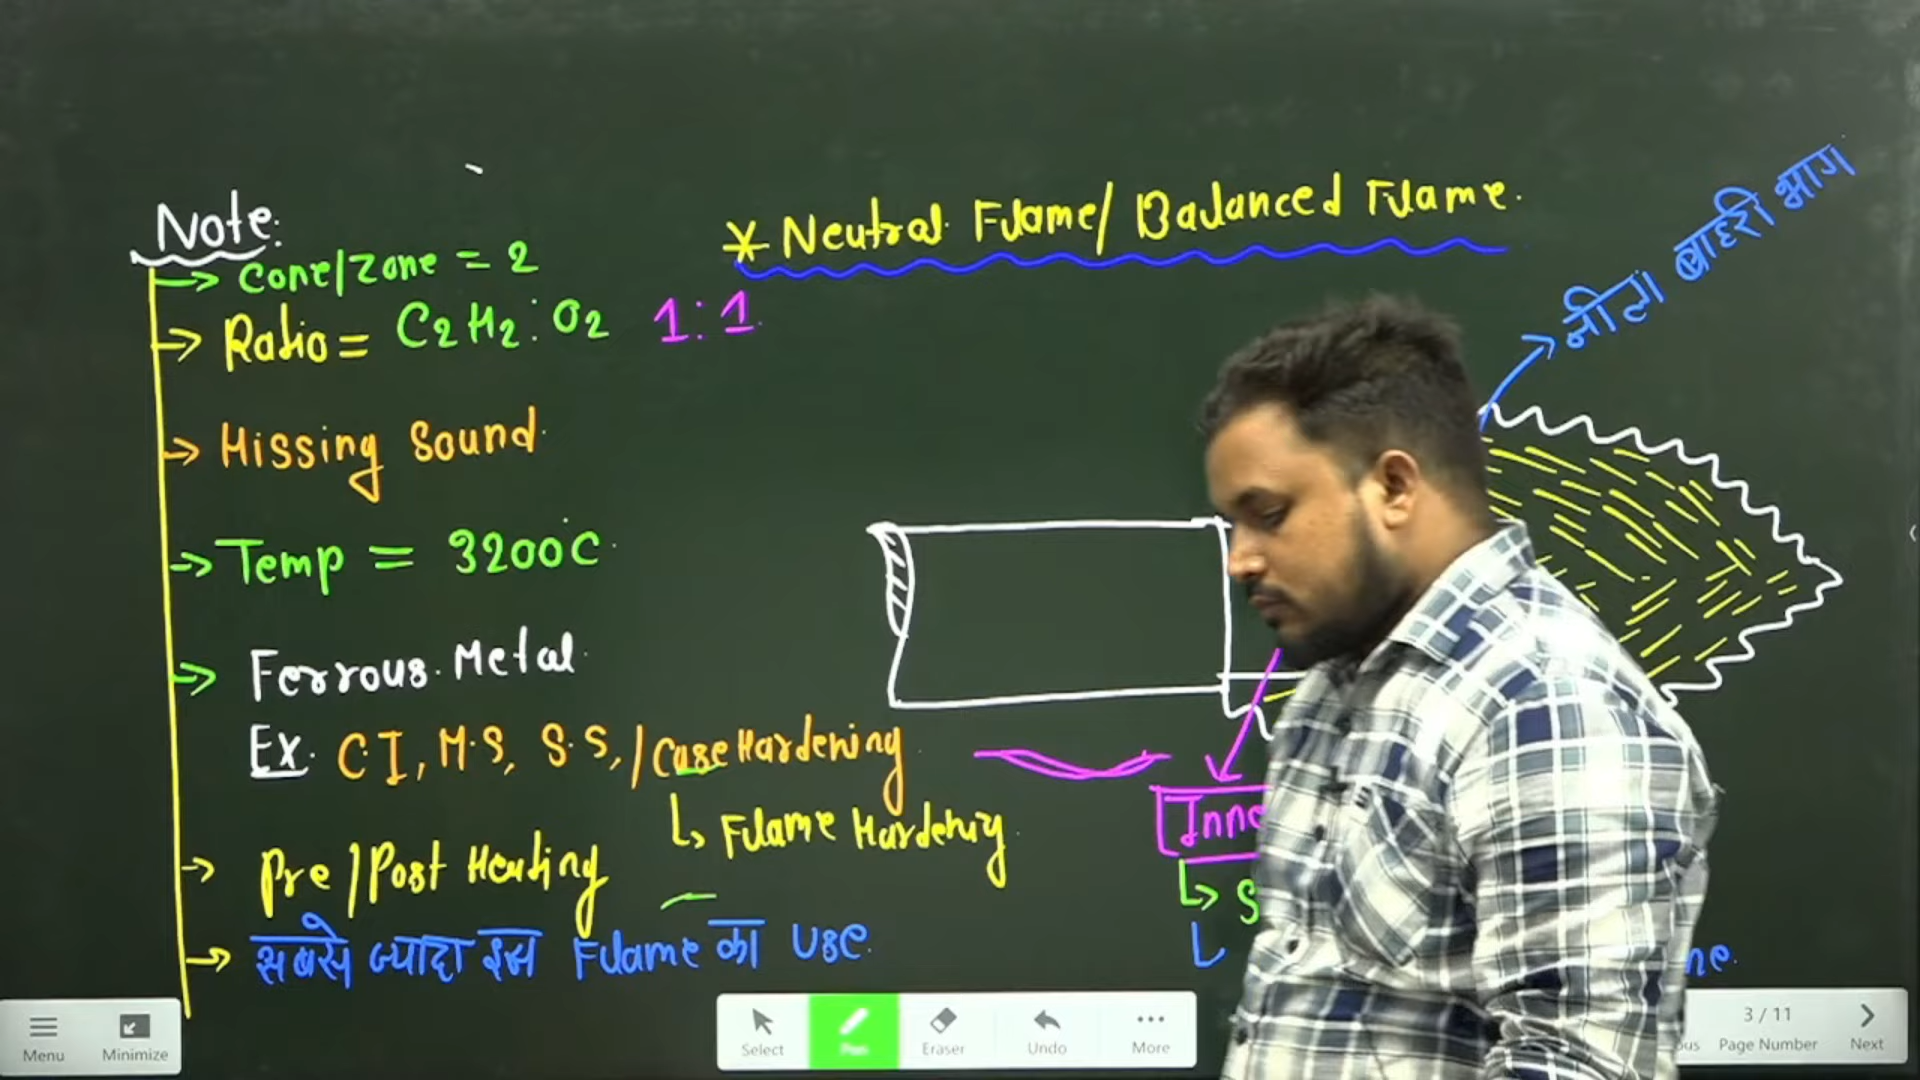 Note:
* Neutral Flame/ Balanced Flame.
→ Cone/Zone = 2
→ Ratio = C2H2 : O2 1:1
→ Hissing Sound
→ Temp = 3200°C
→ Ferrous Metal
Ex. C.I, M.S, S.S, / Case Hardening
↳ Flame Hardeniy
→ Pre / Post Heating
→ सबसे ज्यादा इस Flame का Use
→ नीला बाहरी भाग
Menu
Minimize
Select
Pen
Eraser
Undo
More
3 / 11
Page Number
Next